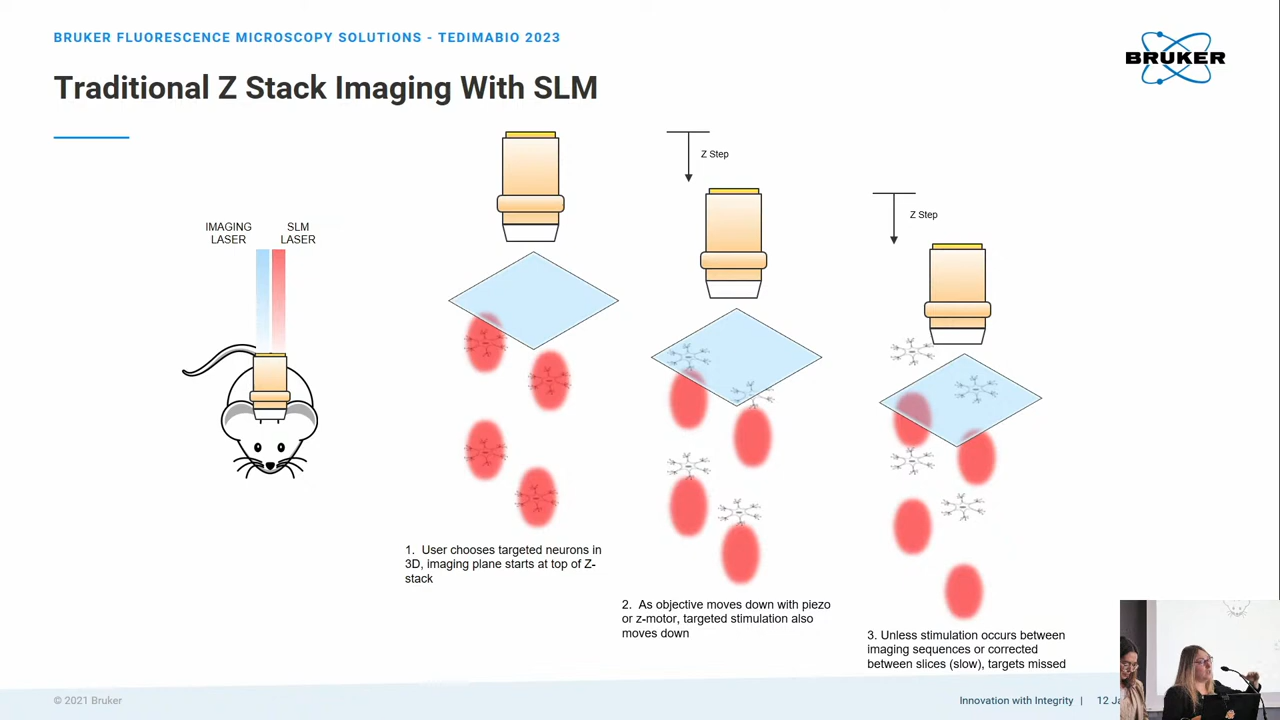 BRUKER FLUORESCENCE MICROSCOPY SOLUTIONS - TEDIMABIO 2023
BRUKER
Traditional Z Stack Imaging With SLM
Z Step
Z Step
IMAGING
LASER
SLM
LASER
1. User chooses targeted neurons in
3D, imaging plane starts at top of Z-
stack
2. As objective moves down with piezo
or z-motor, targeted stimulation also
moves down
3. Unless stimulation occurs between
imaging sequences or corrected
between slices (slow), targets missed
© 2021 Bruker
Innovation with Integrity | 12